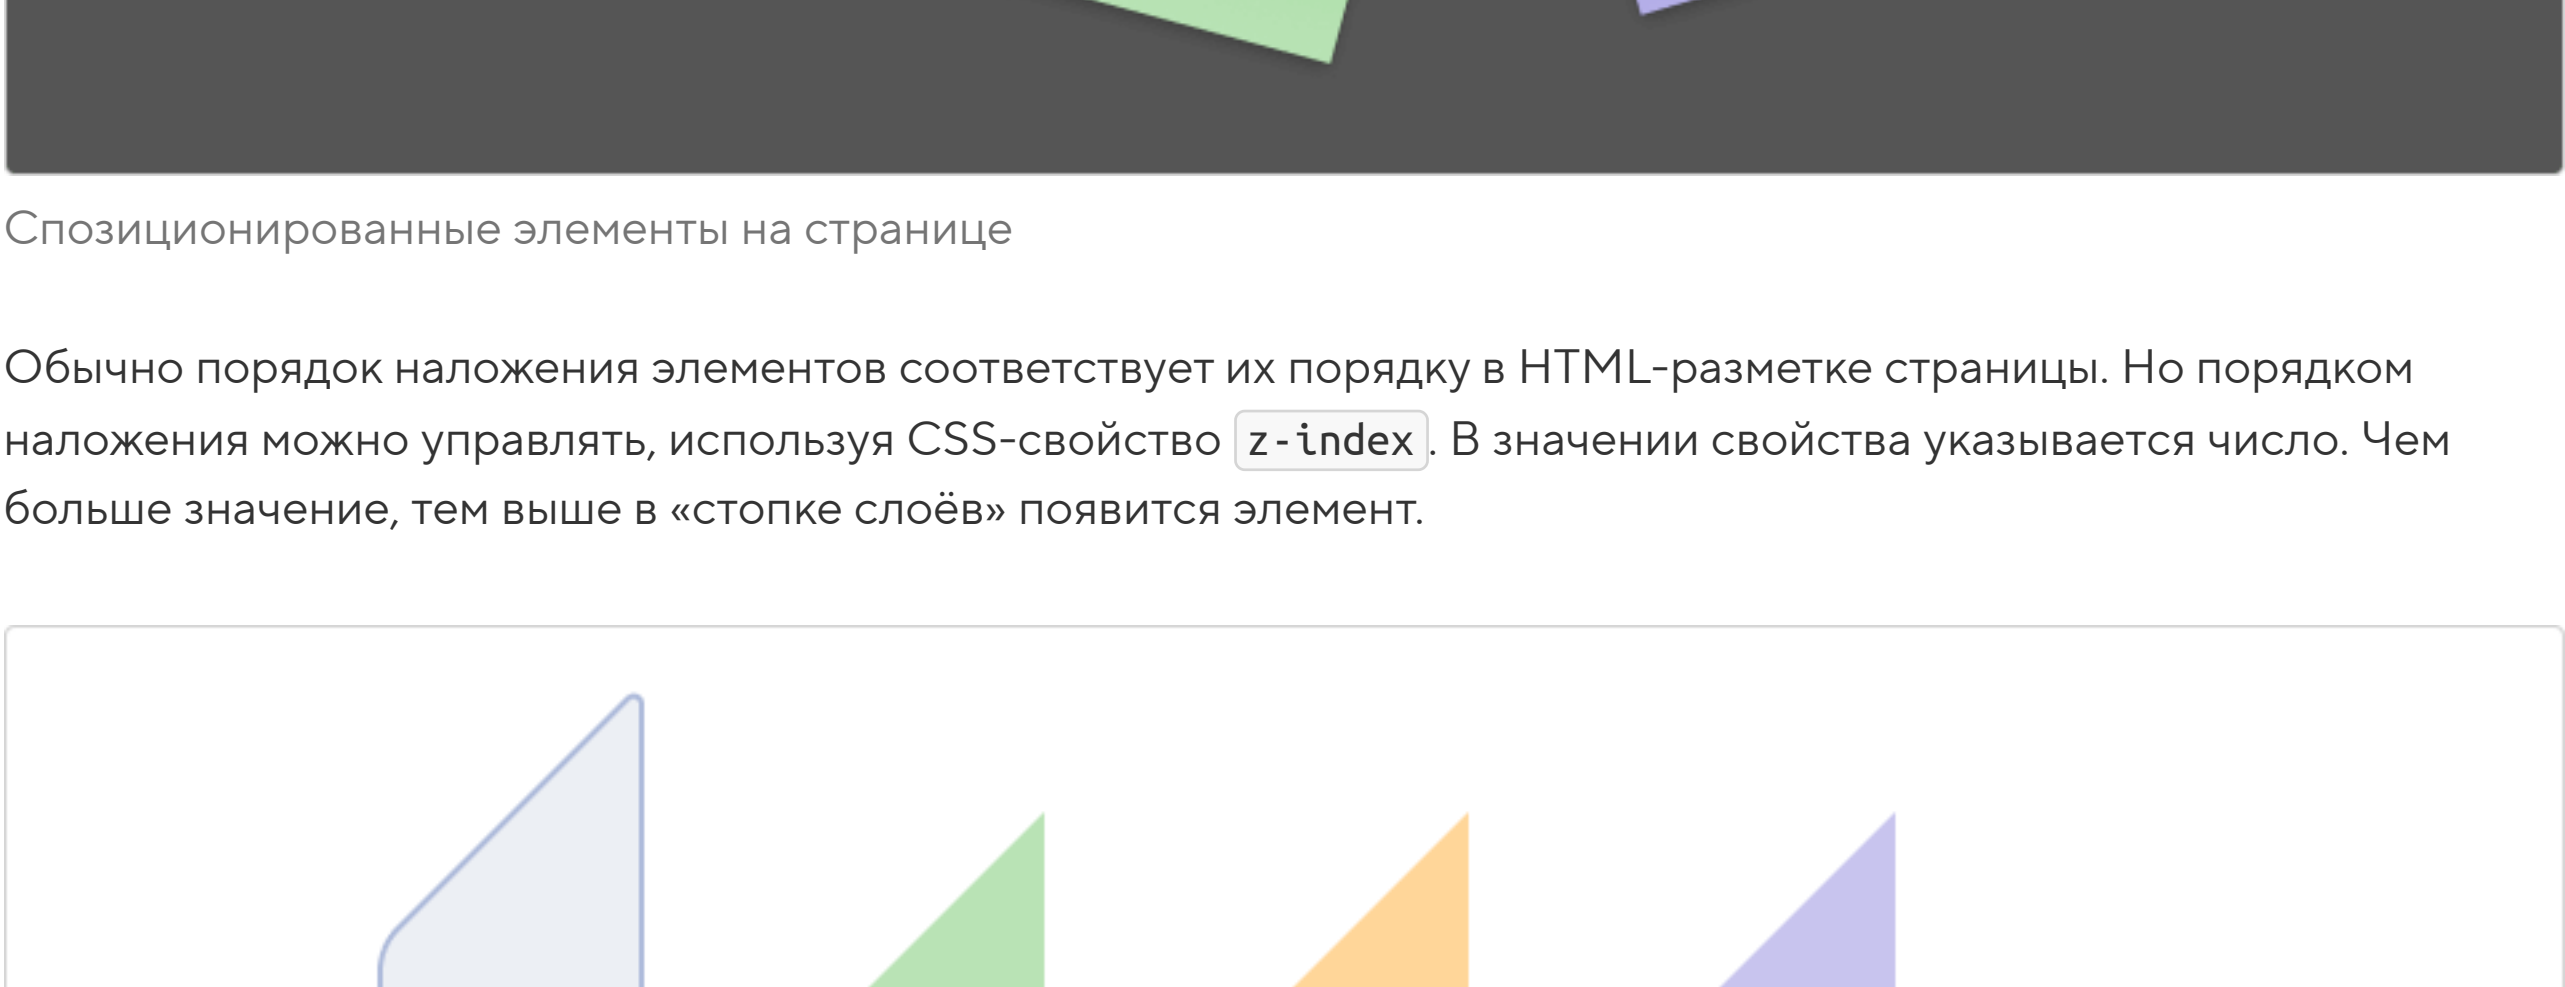 Спозиционированные элементы на странице
Обычно порядок наложения элементов соответствует их порядку в HTML-разметке страницы. Но порядком
наложения можно управлять, используя CSS-свойство z-index. В значении свойства указывается число. Чем
больше значение, тем выше в «стопке слоёв» появится элемент.